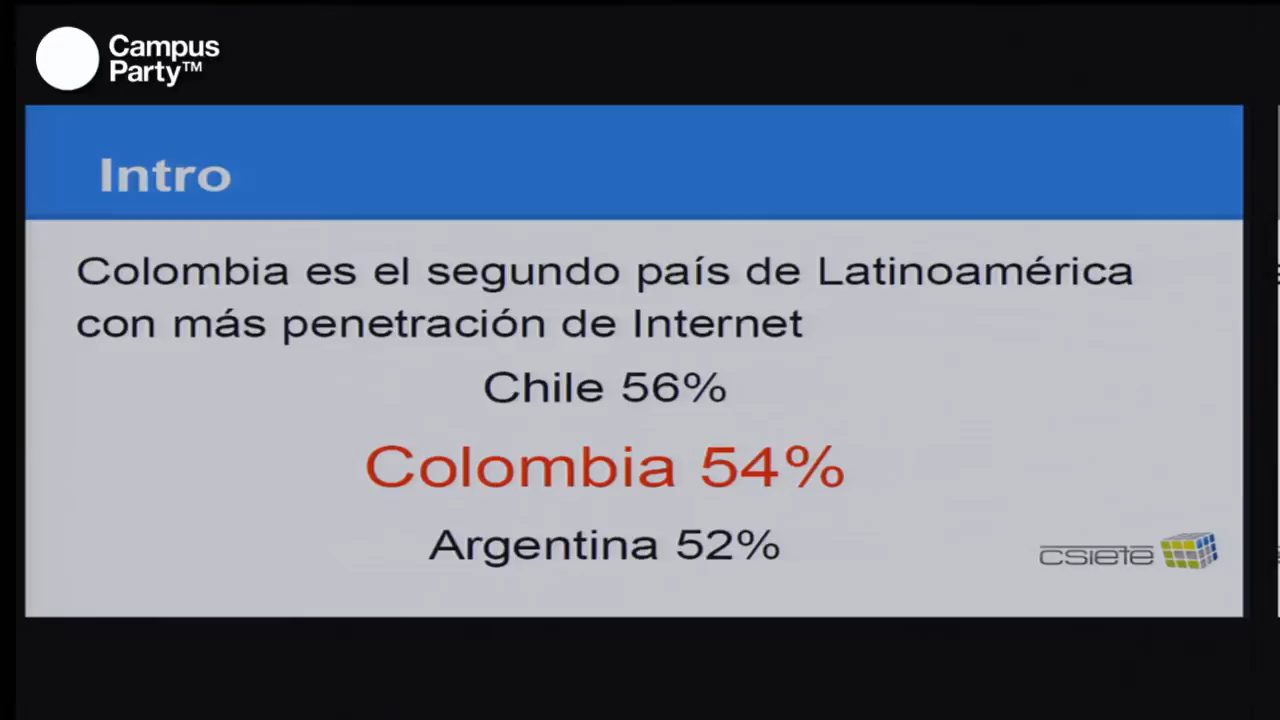 Campus
Party™
Intro
Colombia es el segundo país de Latinoamérica
con más penetración de Internet
Chile 56%
Colombia 54%
Argentina 52%
csiete